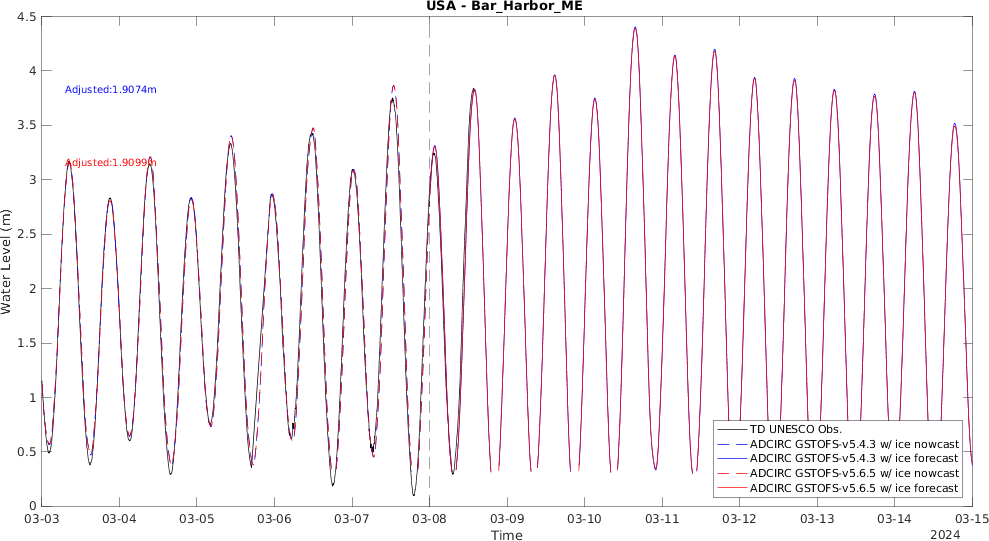 USA - Bar_Harbor_ME
4.5
4
3.5
3
2.5
2
1.5
1
0.5
0
Water Level (m)
Adjusted:1.9074m
Adjusted:1.9099m
TD UNESCO Obs.
ADCIRC GSTOFS-v5.4.3 w/ ice nowcast
ADCIRC GSTOFS-v5.4.3 w/ ice forecast
ADCIRC GSTOFS-v5.6.5 w/ ice nowcast
ADCIRC GSTOFS-v5.6.5 w/ ice forecast
03-03 03-04 03-05 03-06 03-07 03-08 03-09 03-10 03-11 03-12 03-13 03-14 03-15
Time
2024